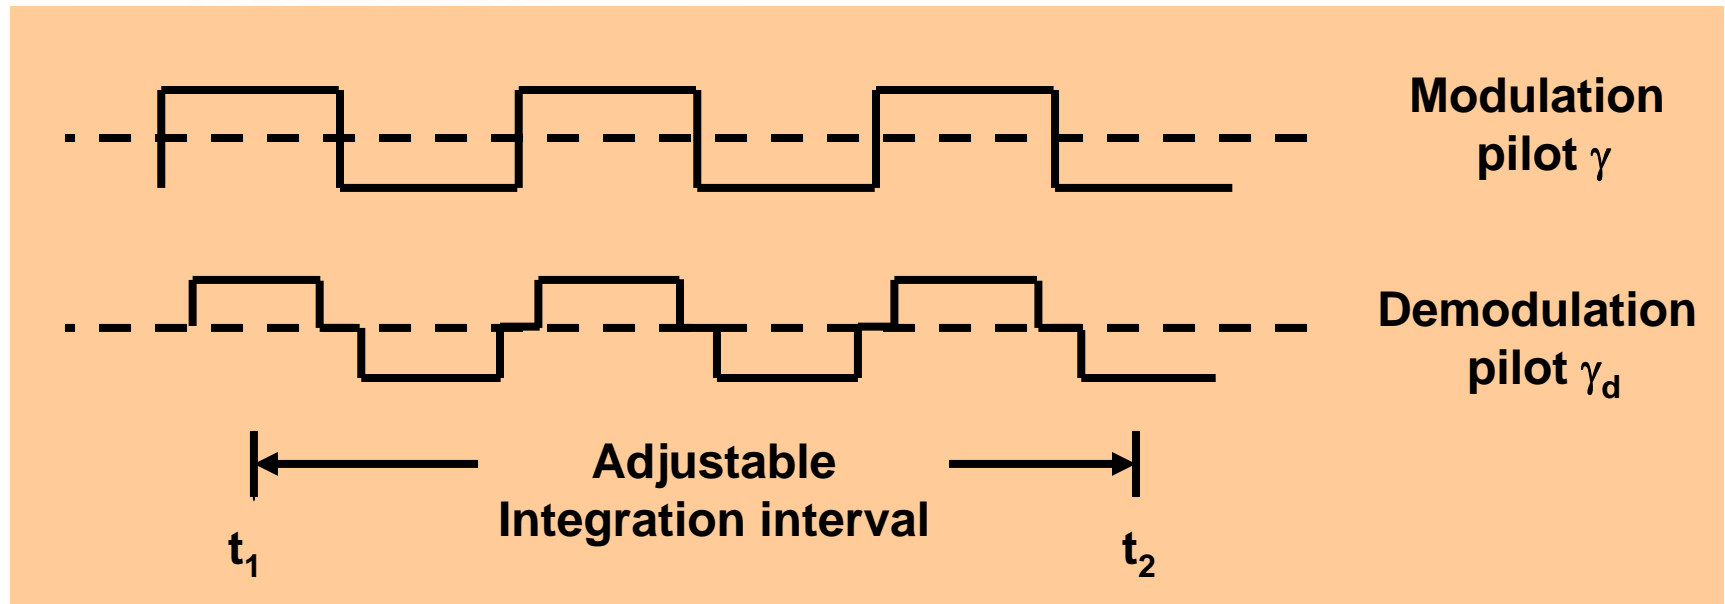 Modulation
pilot γ
Demodulation
pilot γd
Adjustable
Integration interval
t1
t2